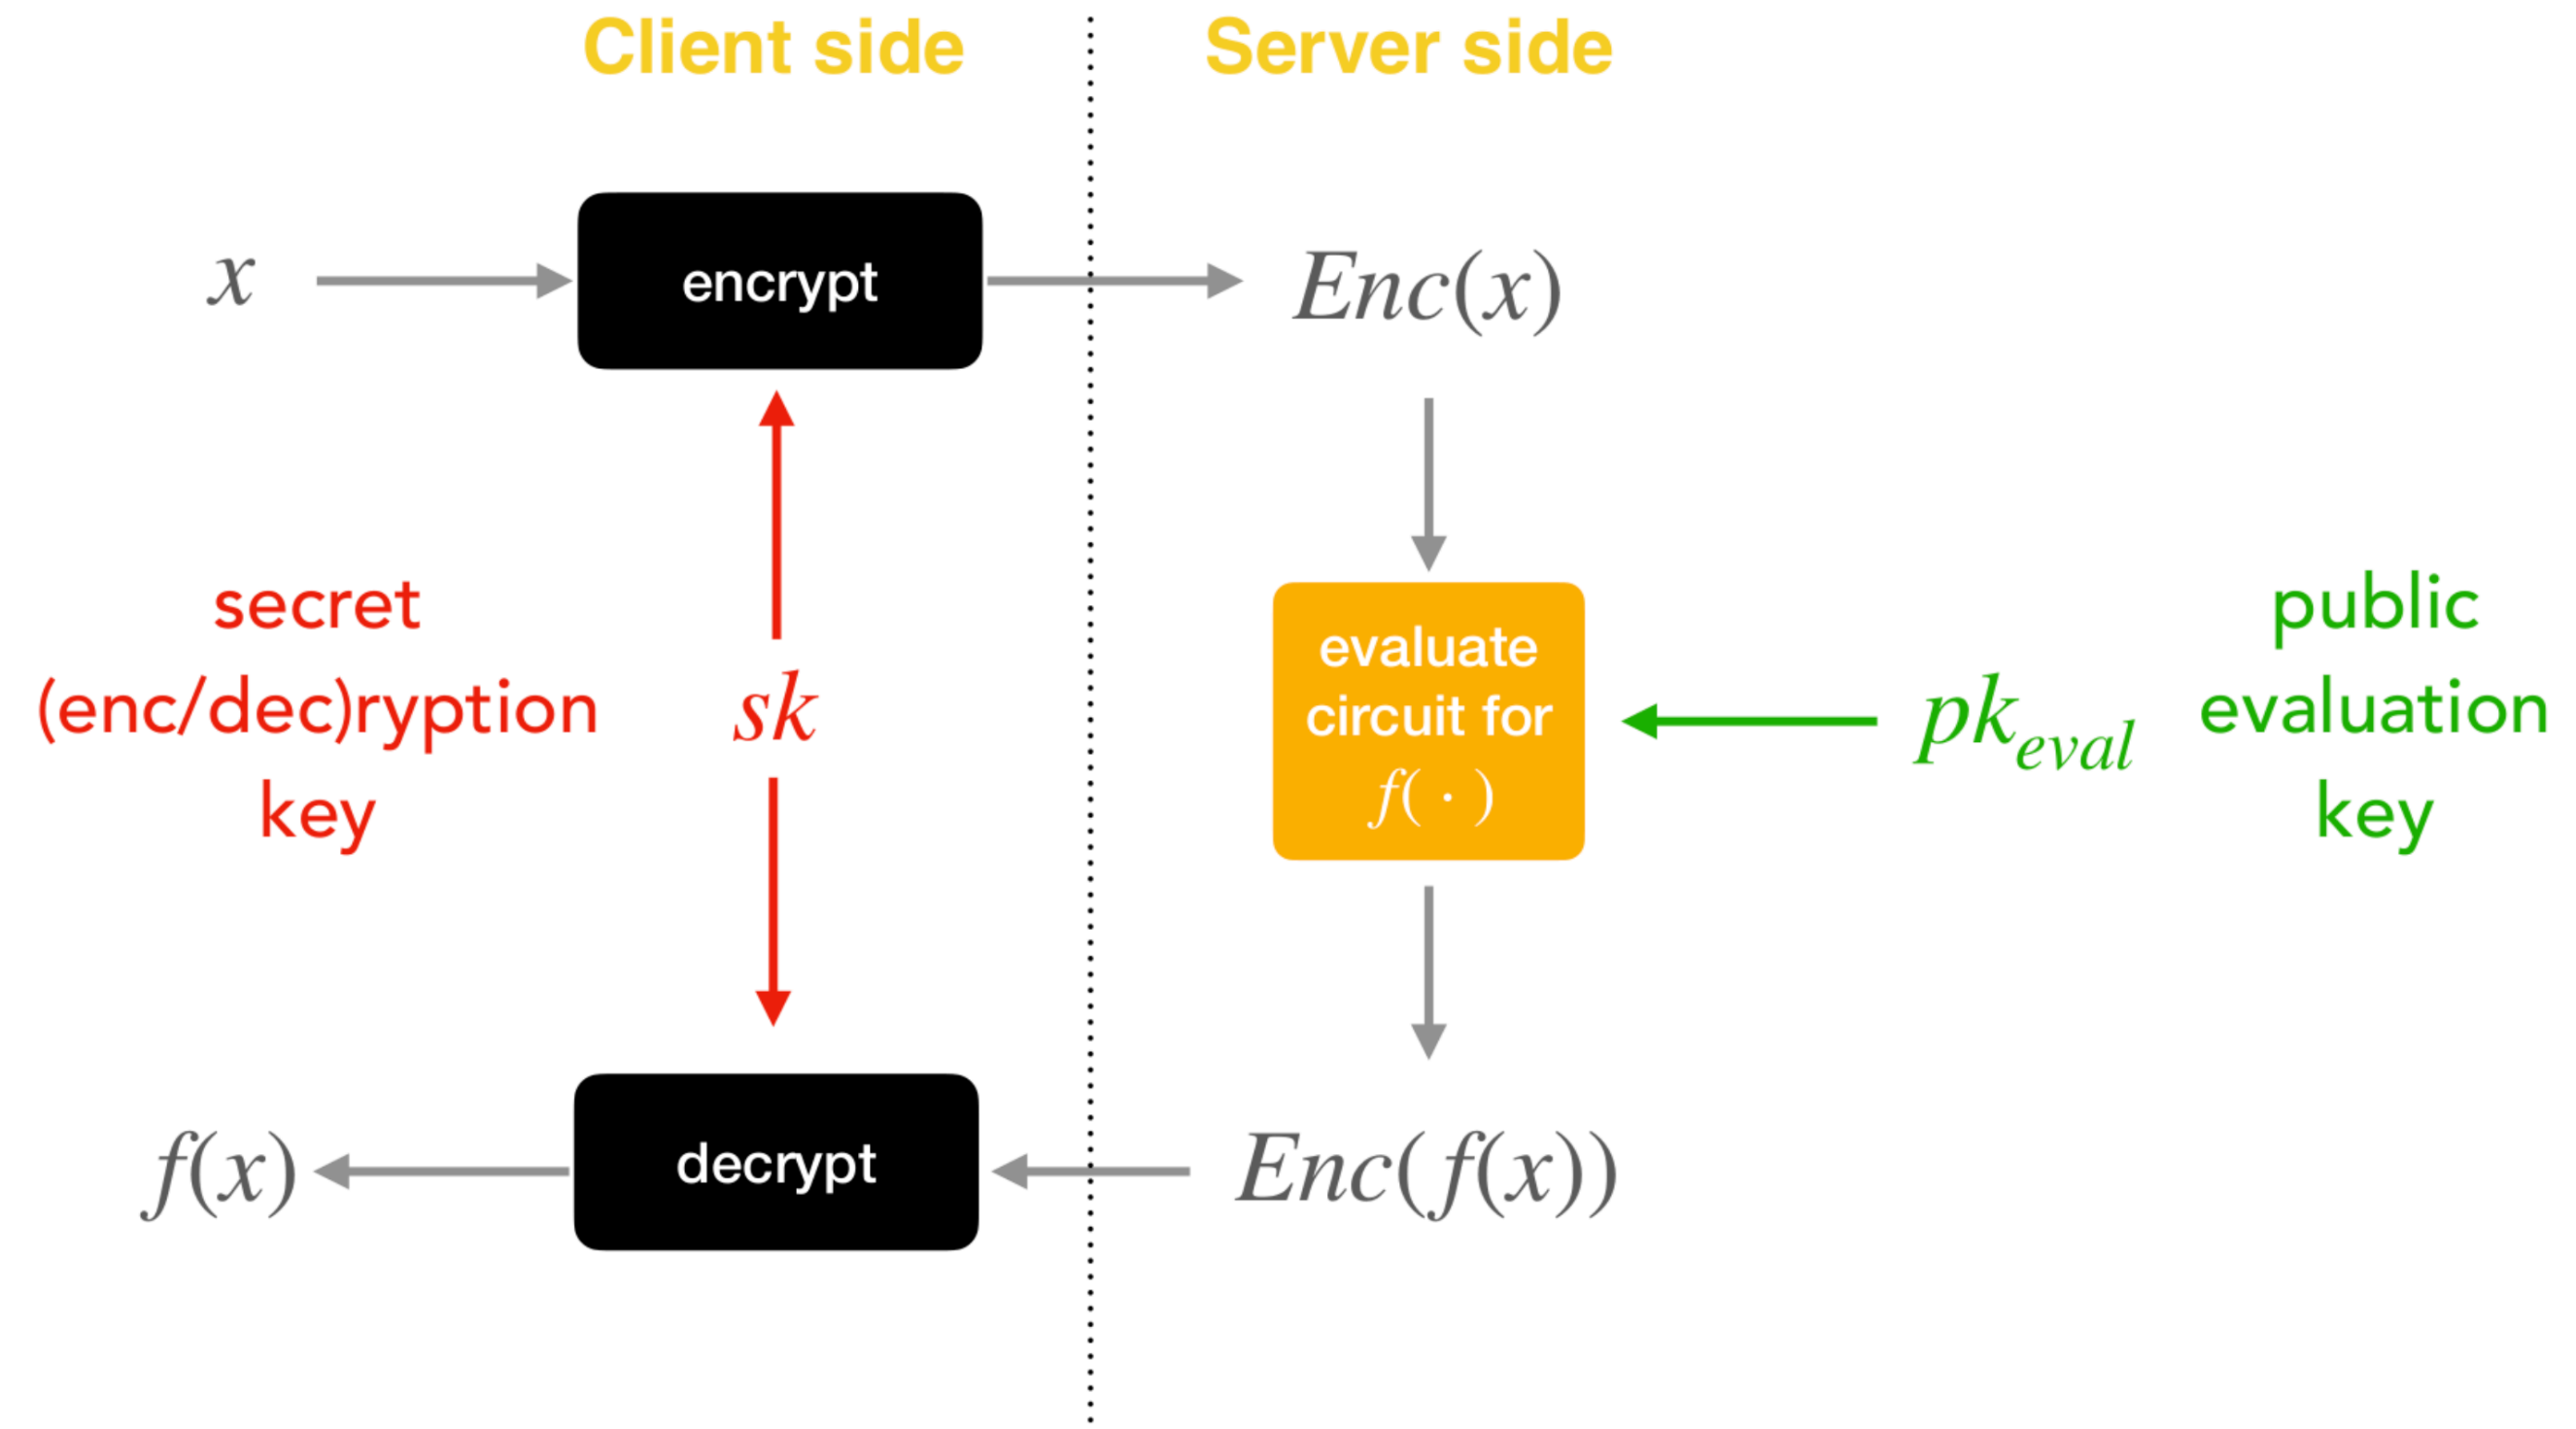 Client side
Server side
x
encrypt
Enc(x)
secret
(enc/dec)ryption
key
sk
evaluate
circuit for
f( · )
pk_eval
public
evaluation
key
f(x)
decrypt
Enc(f(x))